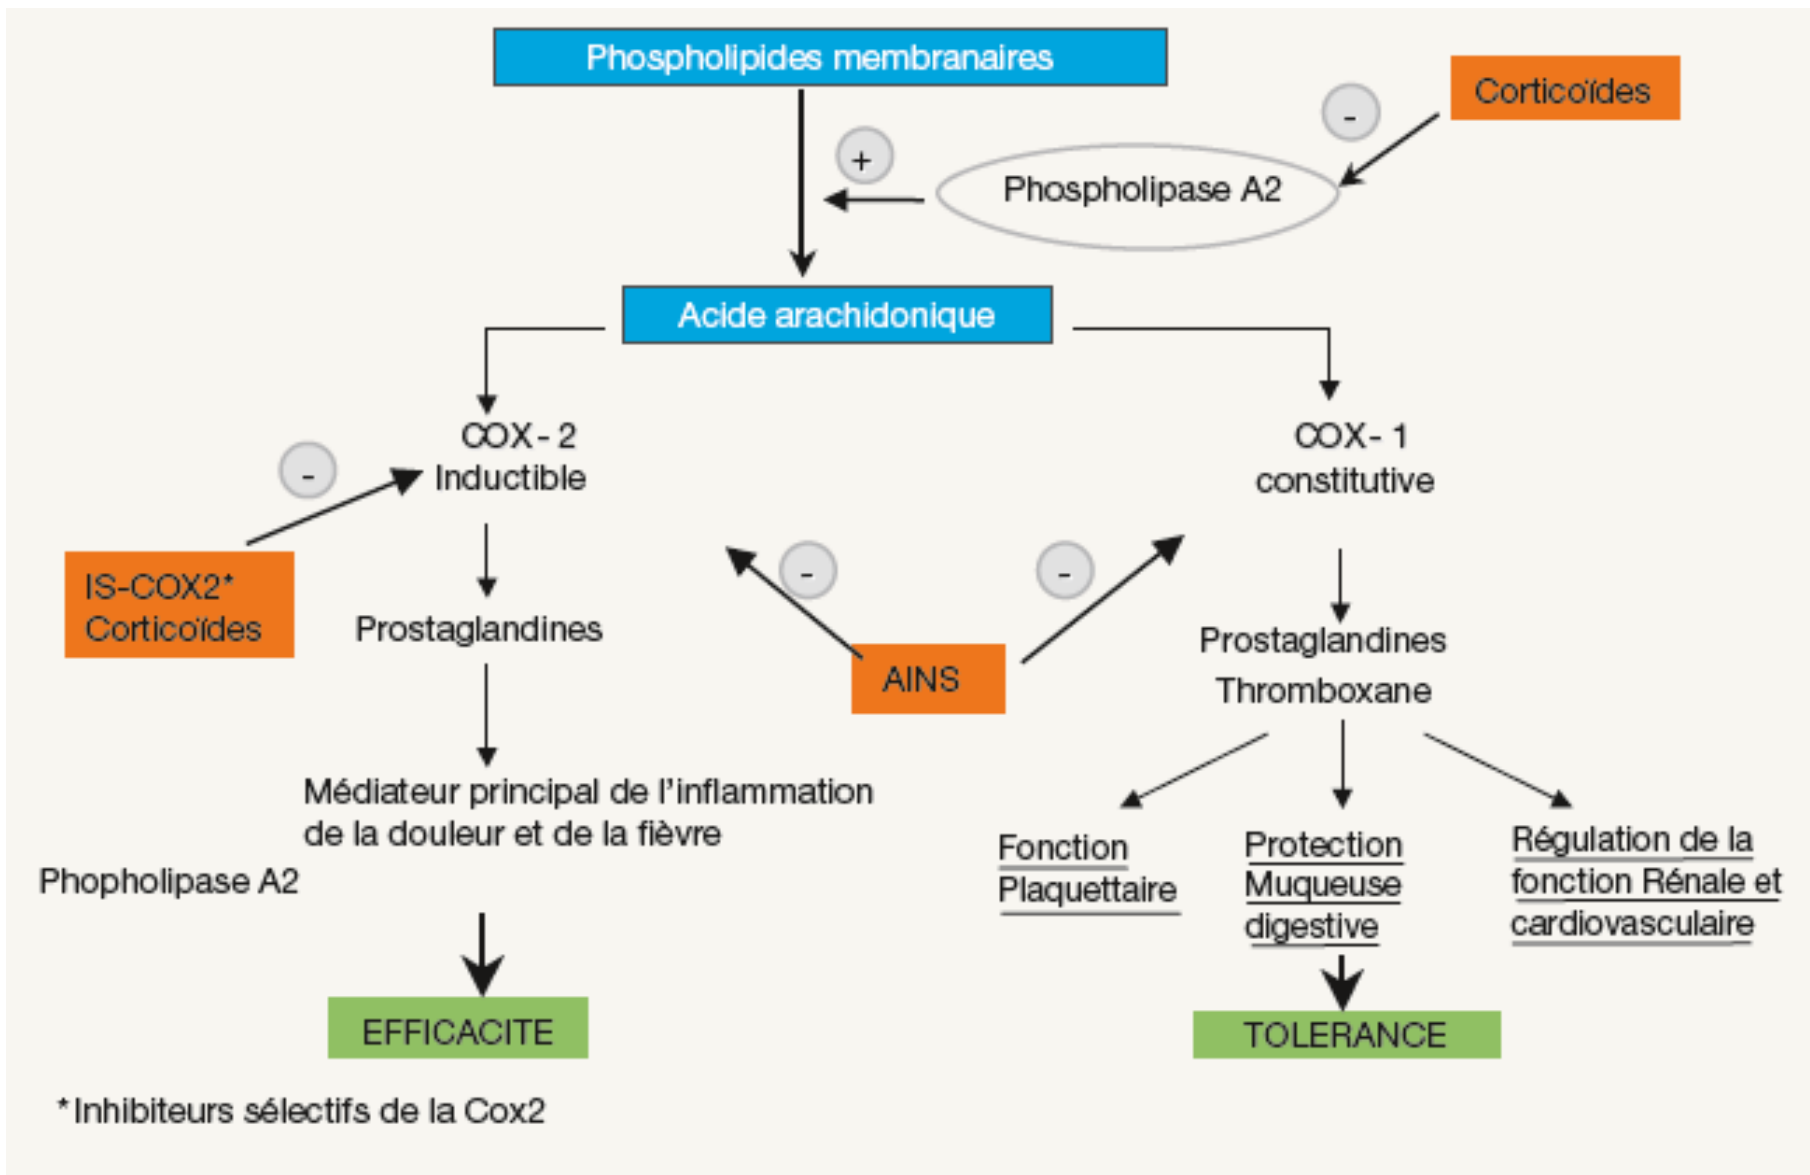 Phospholipides membranaires
Corticoïdes
-
+
Phospholipase A2
Acide arachidonique
COX - 2
Inductible
COX - 1
constitutive
-
IS-COX2*
Corticoïdes
-
-
Prostaglandines
AINS
Prostaglandines
Thromboxane
Médiateur principal de l'inflammation
de la douleur et de la fièvre
Phopholipase A2
Fonction
Plaquettaire
Protection
Muqueuse
digestive
Régulation de la
fonction Rénale et
cardiovasculaire
EFFICACITE
TOLERANCE
*Inhibiteurs sélectifs de la Cox2